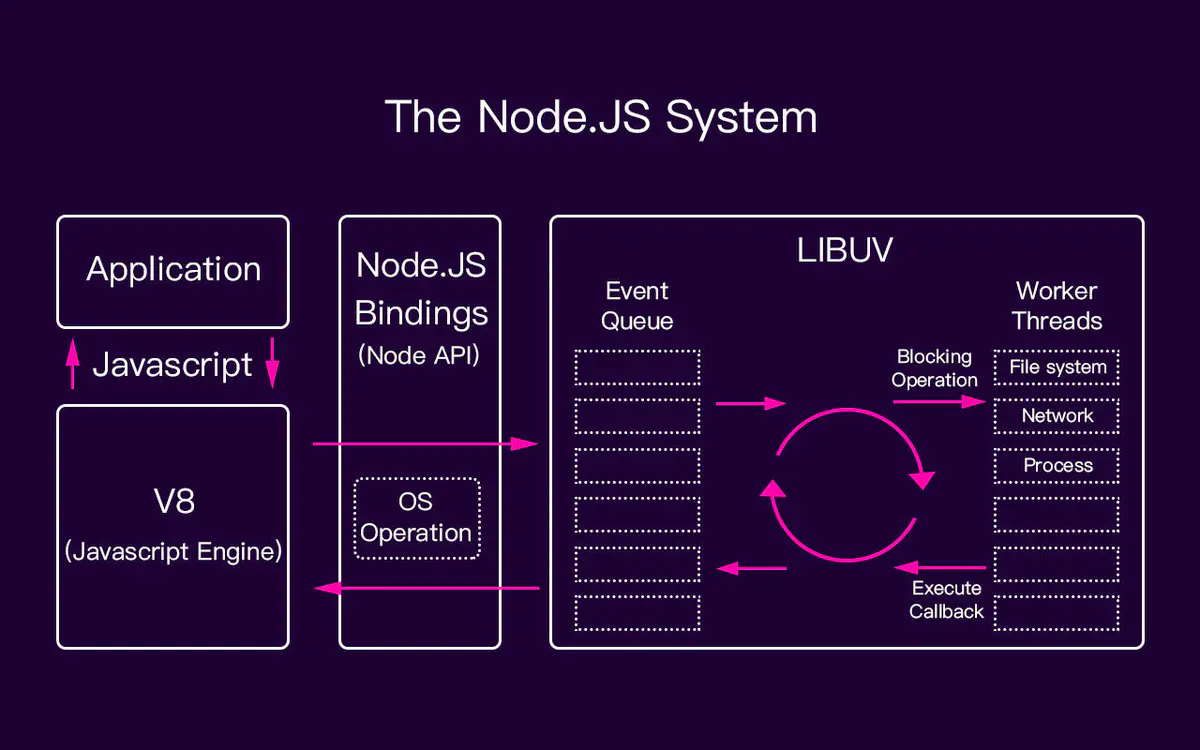 The Node.JS System
Application
Javascript
V8
(Javascript Engine)
Node.JS
Bindings
(Node API)
OS
Operation
LIBUV
Event
Queue
Blocking
Operation
Execute
Callback
Worker
Threads
File system
Network
Process